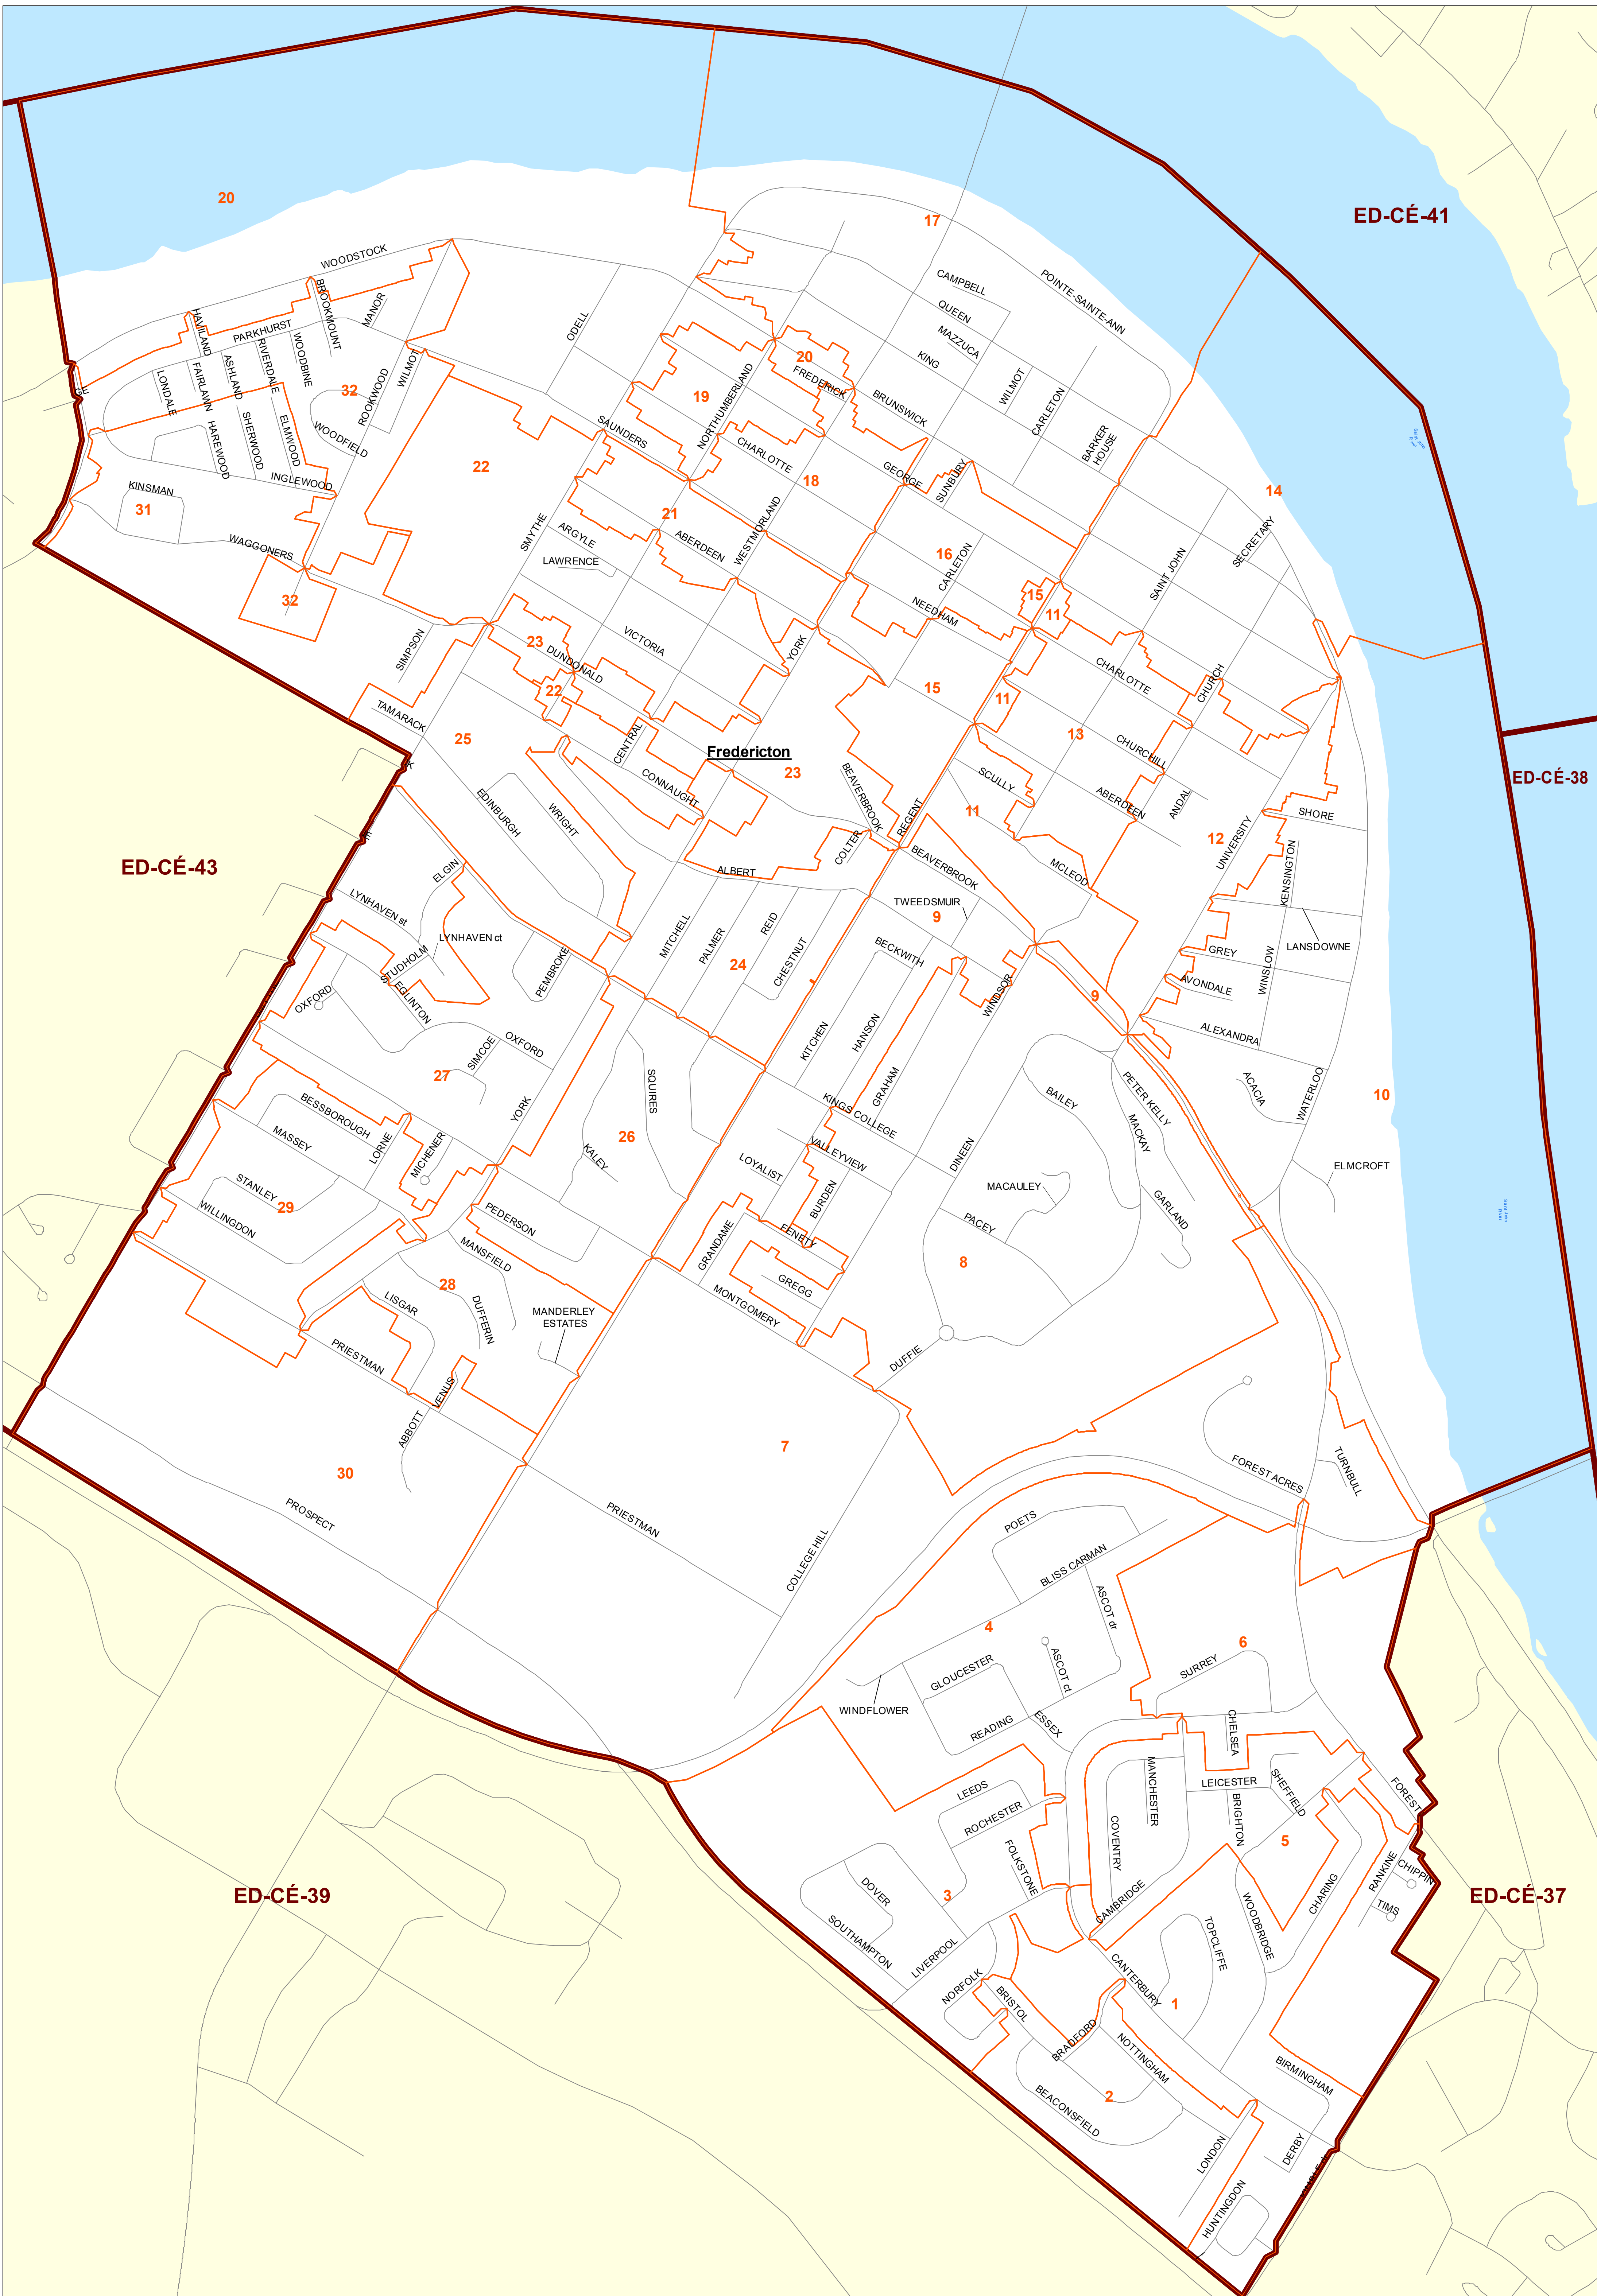 ED-CÉ-41
20
17
WOODSTOCK
CAMPBELL
POINTE-SAINTE-ANN
QUEEN
MAZZUCA
KING
BROOKMOUNT
MANOR
HAVILAND
PARKHURST
ODELL
RIVERDALE
WOODBINE
FAIRLAWN
ASHLAND
LONDALE
32
ROOKWOOD
WILMOT
20
FREDERICK
19
NORTHUMBERLAND
BRUNSWICK
WILMOT
CARLETON
BARKER
HOUSE
SAUNDERS
CHARLOTTE
HAREWOOD
SHERWOOD
ELMWOOD
WOODFIELD
22
GEORGE
SUNBURY
18
14
INGLEWOOD
KINSMAN
31
21
WESTMORLAND
SMYTHE
ARGYLE
ABERDEEN
LAWRENCE
WAGGONERS
16
CARLETON
SAINT JOHN
SECRETARY
32
15
11
NEEDHAM
SIMPSON
23
DUNDONALD
VICTORIA
YORK
CHARLOTTE
CHURCH
22
15
11
TAMARACK
25
CENTRAL
Fredericton
13
CHURCHILL
CONNAUGHT
23
BEAVERBROOK
SCULLY
ABERDEEN
ANDAL
ED-CÉ-38
EDINBURGH
WRIGHT
REGENT
11
12
SHORE
UNIVERSITY
ED-CÉ-43
ELGIN
ALBERT
COLTER
BEAVERBROOK
MCLEOD
KENSINGTON
LYNHAVEN st
LYNHAVEN ct
MITCHELL
PALMER
REID
CHESTNUT
24
TWEEDSMUIR
9
BECKWITH
LANSDOWNE
GREY
WINSLOW
STUDHOLM
EGLINTON
OXFORD
PEMBROKE
WINDSOR
9
AVONDALE
ALEXANDRA
OXFORD
SIMCOE
27
KITCHEN
HANSON
GRAHAM
SQUIRES
BAILEY
PETER KELLY
MACKAY
ACACIA
WATERLOO
10
BESSBOROUGH
MASSEY
LORNE
MICHENER
YORK
26
KALEY
KINGS COLLEGE
VALLEYVIEW
LOYALIST
BURDEN
DINEEN
MACAULEY
PACEY
GARLAND
ELMCROFT
STANLEY
29
WILLINGDON
PEDERSON
MANSFIELD
GRANDAME
FENETY
8
28
LISGAR
DUFFERIN
MANDERLEY
ESTATES
GREGG
MONTGOMERY
DUFFIE
PRIESTMAN
VENUS
ABBOTT
30
7
FOREST ACRES
TURNBULL
PROSPECT
PRIESTMAN
COLLEGE HILL
POETS
BLISS CARMAN
ASCOT dr
4
6
GLOUCESTER
ASCOT ct
SURREY
WINDFLOWER
READING
ESSEX
CHELSEA
LEEDS
ROCHESTER
MANCHESTER
LEICESTER
SHEFFIELD
FOREST
BRIGHTON
COVENTRY
5
FOLKSTONE
DOVER
3
CAMBRIDGE
WOODBRIDGE
CHARING
RANKINE
CHIPPIN
TIMS
ED-CÉ-39
ED-CÉ-37
SOUTHAMPTON
LIVERPOOL
TOPCLIFFE
CANTERBURY
NORFOLK
BRISTOL
1
BRADFORD
NOTTINGHAM
BIRMINGHAM
2
BEACONSFIELD
LONDON
DERBY
HUNTINGDON